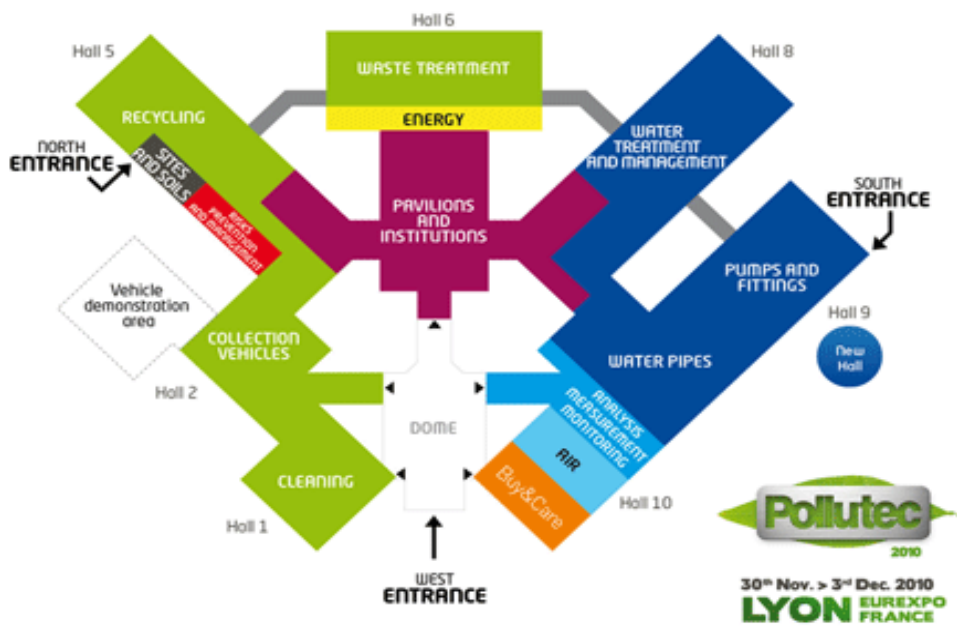 Hall 6
Hall 5
Hall 8
WASTE TREATMENT
ENERGY
RECYCLING
NORTH
ENTRANCE
SITES
AND SOILS
RISKS
PREVENTION
AND MANAGEMENT
PAVILIONS
AND
INSTITUTIONS
WATER
TREATMENT
AND MANAGEMENT
SOUTH
ENTRANCE
PUMPS AND
FITTINGS
Vehicle
demonstration
area
COLLECTION
VEHICLES
Hall 2
WATER PIPES
Hall 9
New
Hall
ANALYSIS
MEASUREMENT
MONITORING
DOME
AIR
CLEANING
Buy&Care
Hall 10
Hall 1
WEST
ENTRANCE
Pollutec
2010
30th Nov. > 3rd Dec. 2010
LYON EUREXPO
FRANCE